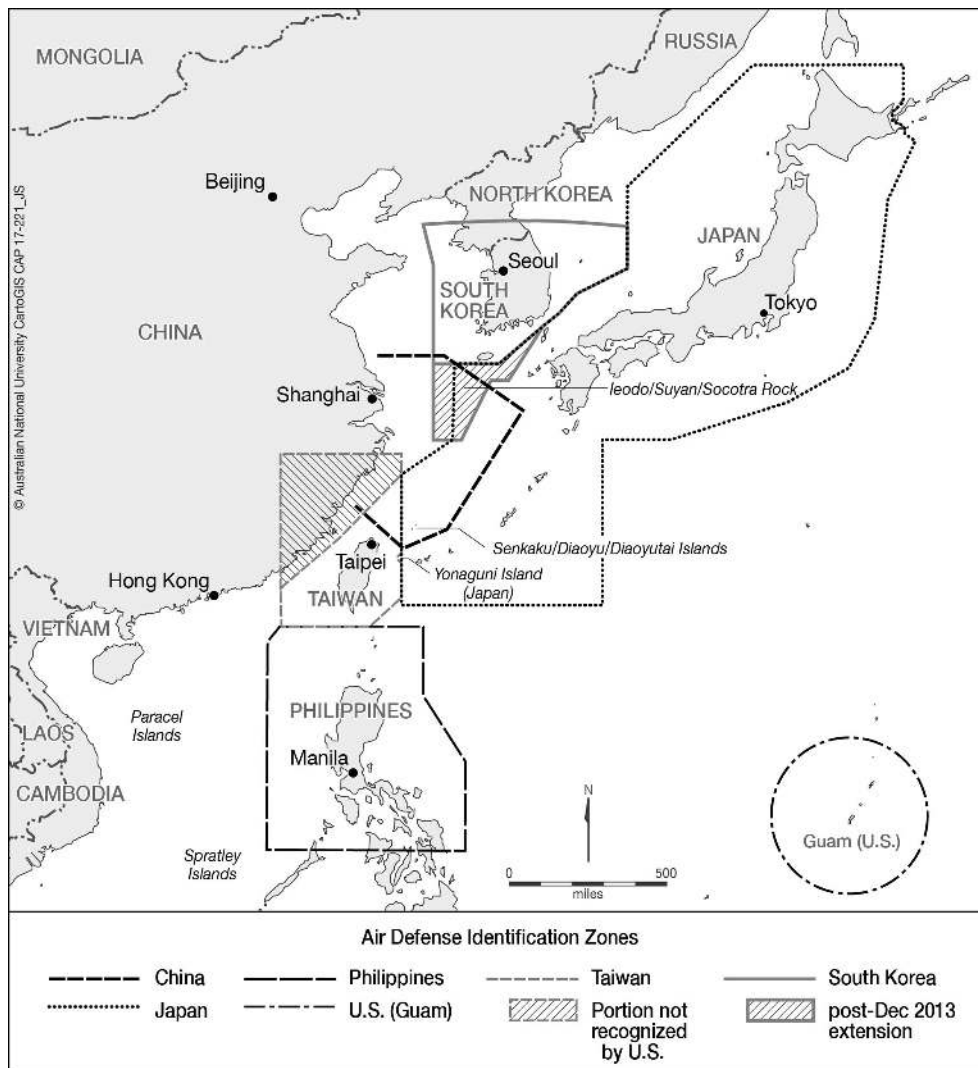 MONGOLIA
RUSSIA
Beijing
NORTH KOREA
JAPAN
Seoul
SOUTH
KOREA
Tokyo
CHINA
Shanghai
Ieodo/Suyan/Socotra Rock
© Australian National University CartoGIS CAP 17-221_JS
Senkaku/Diaoyu/Diaoyutai Islands
Taipei
Yonaguni Island
(Japan)
Hong Kong
TAIWAN
VIETNAM
Paracel
Islands
PHILIPPINES
LAOS
Manila
CAMBODIA
N
Guam (U.S.)
Spratley
Islands
0 500
miles
Air Defense Identification Zones
China
Philippines
Taiwan
South Korea
Japan
U.S. (Guam)
Portion not
recognized
by U.S.
post-Dec 2013
extension